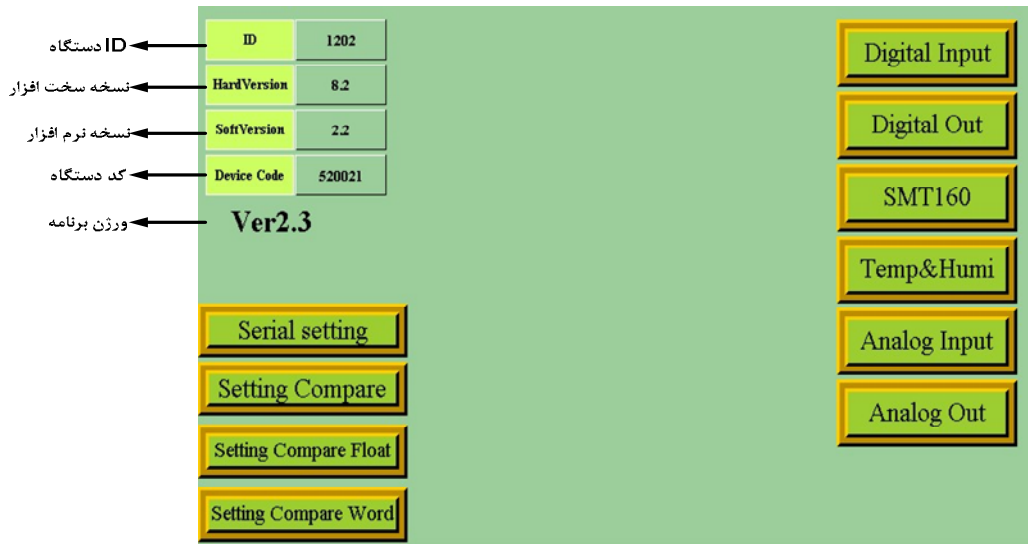 ID دستگاه
ID
1202
نسخه سخت افزار
HardVersion
8.2
نسخه نرم افزار
SoftVersion
2.2
کد دستگاه
Device Code
520021
ورژن برنامه
Ver2.3
Serial setting
Setting Compare
Setting Compare Float
Setting Compare Word
Digital Input
Digital Out
SMT160
Temp&Humi
Analog Input
Analog Out